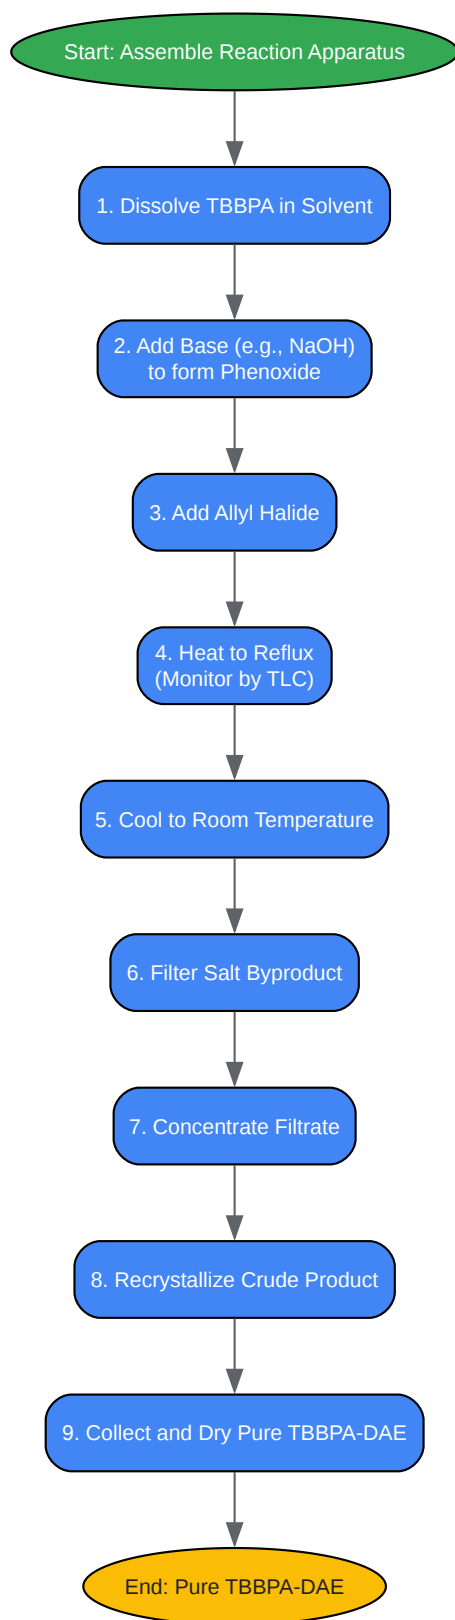 Start: Assemble Reaction Apparatus
1. Dissolve TBBPA in Solvent
2. Add Base (e.g., NaOH)
to form Phenoxide
3. Add Allyl Halide
4. Heat to Reflux
(Monitor by TLC)
5. Cool to Room Temperature
6. Filter Salt Byproduct
7. Concentrate Filtrate
8. Recrystallize Crude Product
9. Collect and Dry Pure TBBPA-DAE
End: Pure TBBPA-DAE